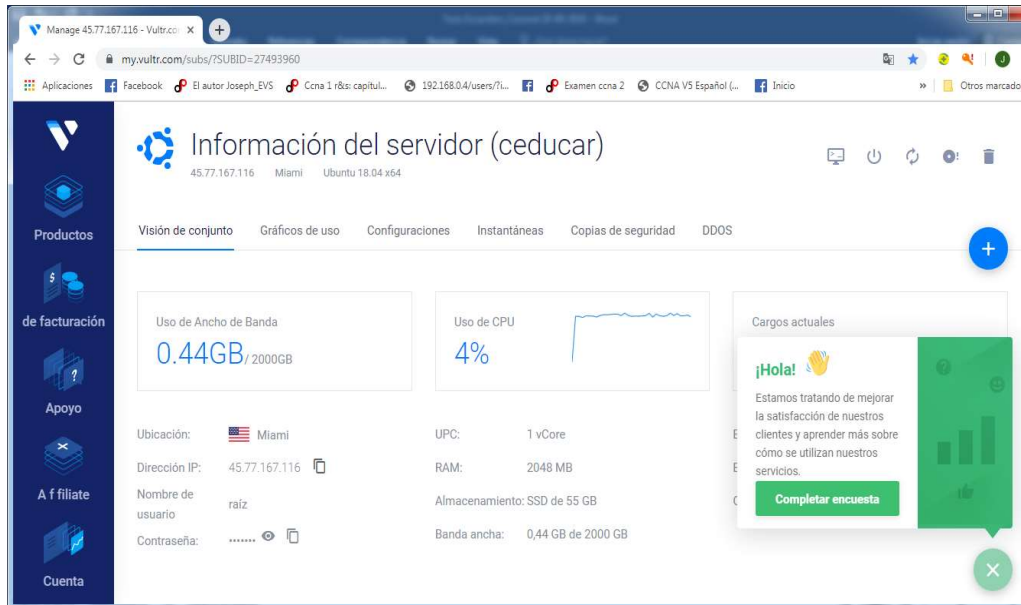 Manage 45.77.167.116 - Vultr.co
my.vultr.com/subs/?SUBID=27493960
Aplicaciones Facebook El autor Joseph_EVS Ccna 1 r&s: capitul... 192.168.0.4/users/?i... Examen ccna 2 CCNA V5 Español (... Inicio » Otros marcado
Información del servidor (ceducar)
45.77.167.116 Miami Ubuntu 18.04 x64
Productos
de facturación
Apoyo
A f filiate
Cuenta
Visión de conjunto Gráficos de uso Configuraciones Instantáneas Copias de seguridad DDOS
Uso de Ancho de Banda
0.44GB/ 2000GB
Uso de CPU
4%
Cargos actuales
Ubicación: Miami
Dirección IP: 45.77.167.116
Nombre de
usuario
raíz
Contraseña: .......
UPC: 1 vCore
RAM: 2048 MB
Almacenamiento: SSD de 55 GB
Banda ancha: 0,44 GB de 2000 GB
¡Hola!
Estamos tratando de mejorar
la satisfacción de nuestros
clientes y aprender más sobre
cómo se utilizan nuestros
servicios.
Completar encuesta